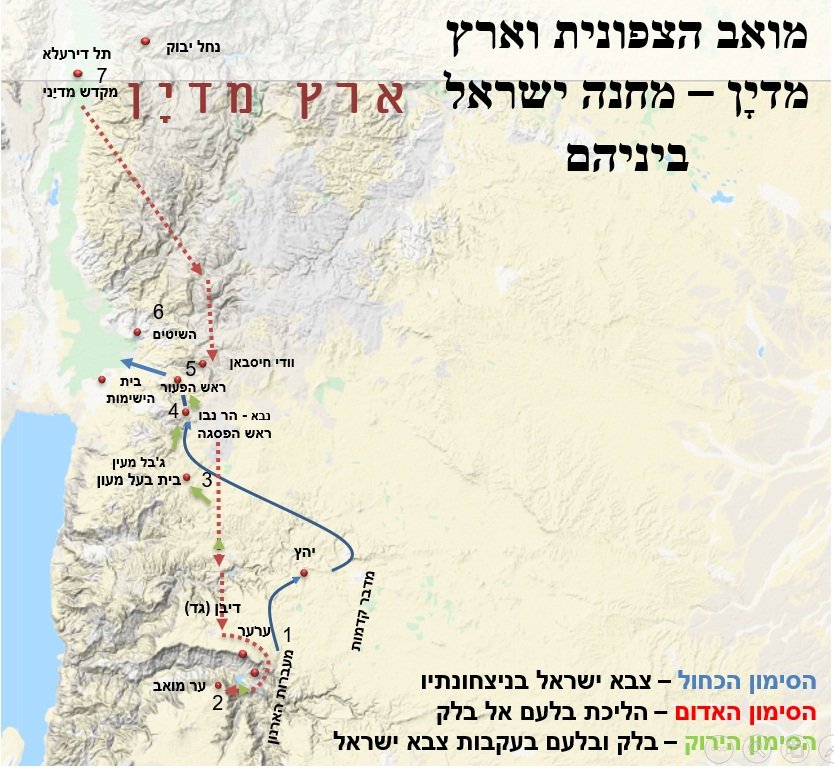 מואב הצפונית וארץ
מדיָן – מחנה ישראל
ביניהם
נחל יבוק
תל דירעלא
7
מקדש מדיָני
ארץ מדיָן
6
השיטים
וודי חיסבאן
5
ראש הפעור
בית
הישימות
4
נבא - הר נבו
ראש הפסגה
ג'בל מעין
בית בעל מעון
3
יהץ
מדבר קדמות
דיבן (גד)
ערער
1
מעברות הארנון
ער מואב
2
הסימון הכחול – צבא ישראל בניצחונתיו
הסימון האדום – הליכת בלעם אל בלק
הסימון הירוק – בלק ובלעם בעקבות צבא ישראל